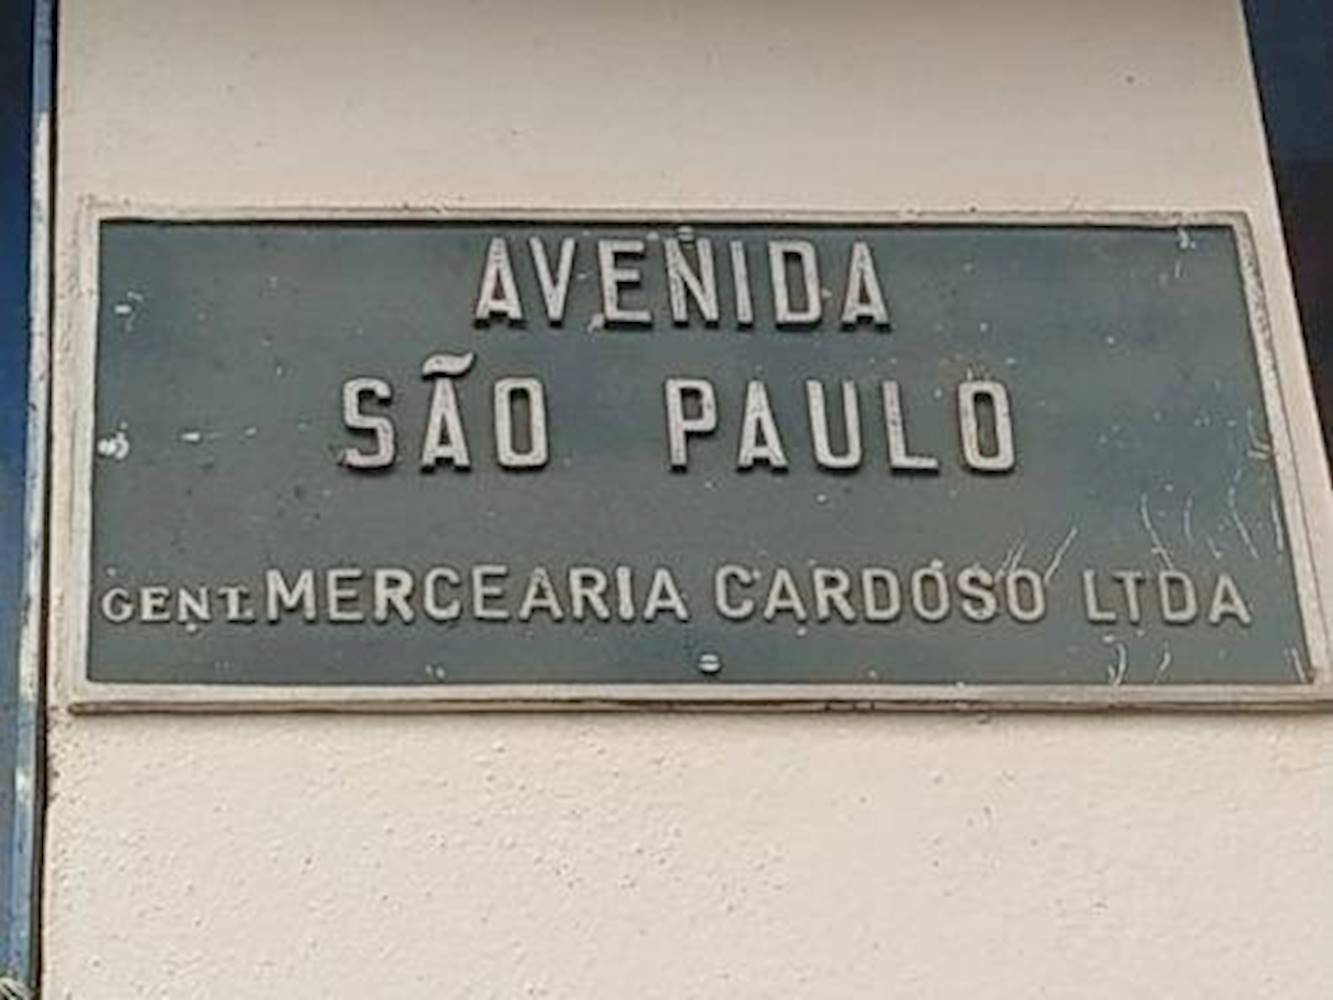 AVENIDA
SÃO PAULO
GENT. MERCEARIA CARDOSO LTDA